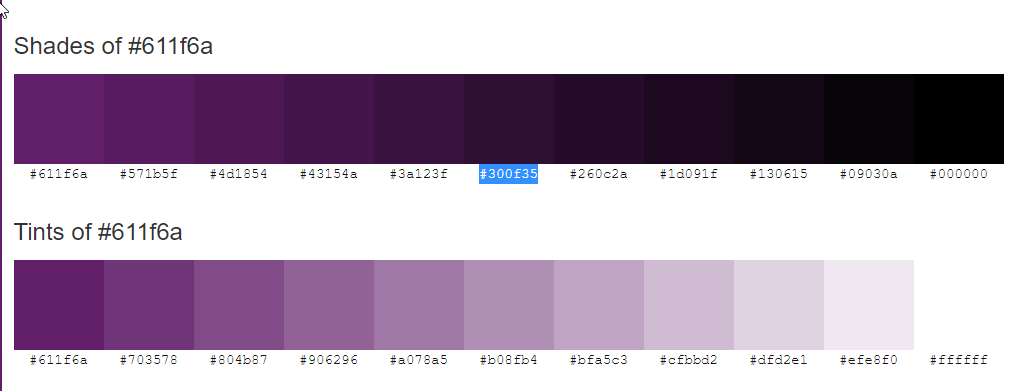 Shades of #611f6a
#611f6a #571b5f #4d1854 #43154a #3a123f #300f35 #260c2a #1d091f #130615 #09030a #000000
Tints of #611f6a
#611f6a #703578 #804b87 #906296 #a078a5 #b08fb4 #bfa5c3 #cfbbd2 #dfd2e1 #efe8f0 #ffffff